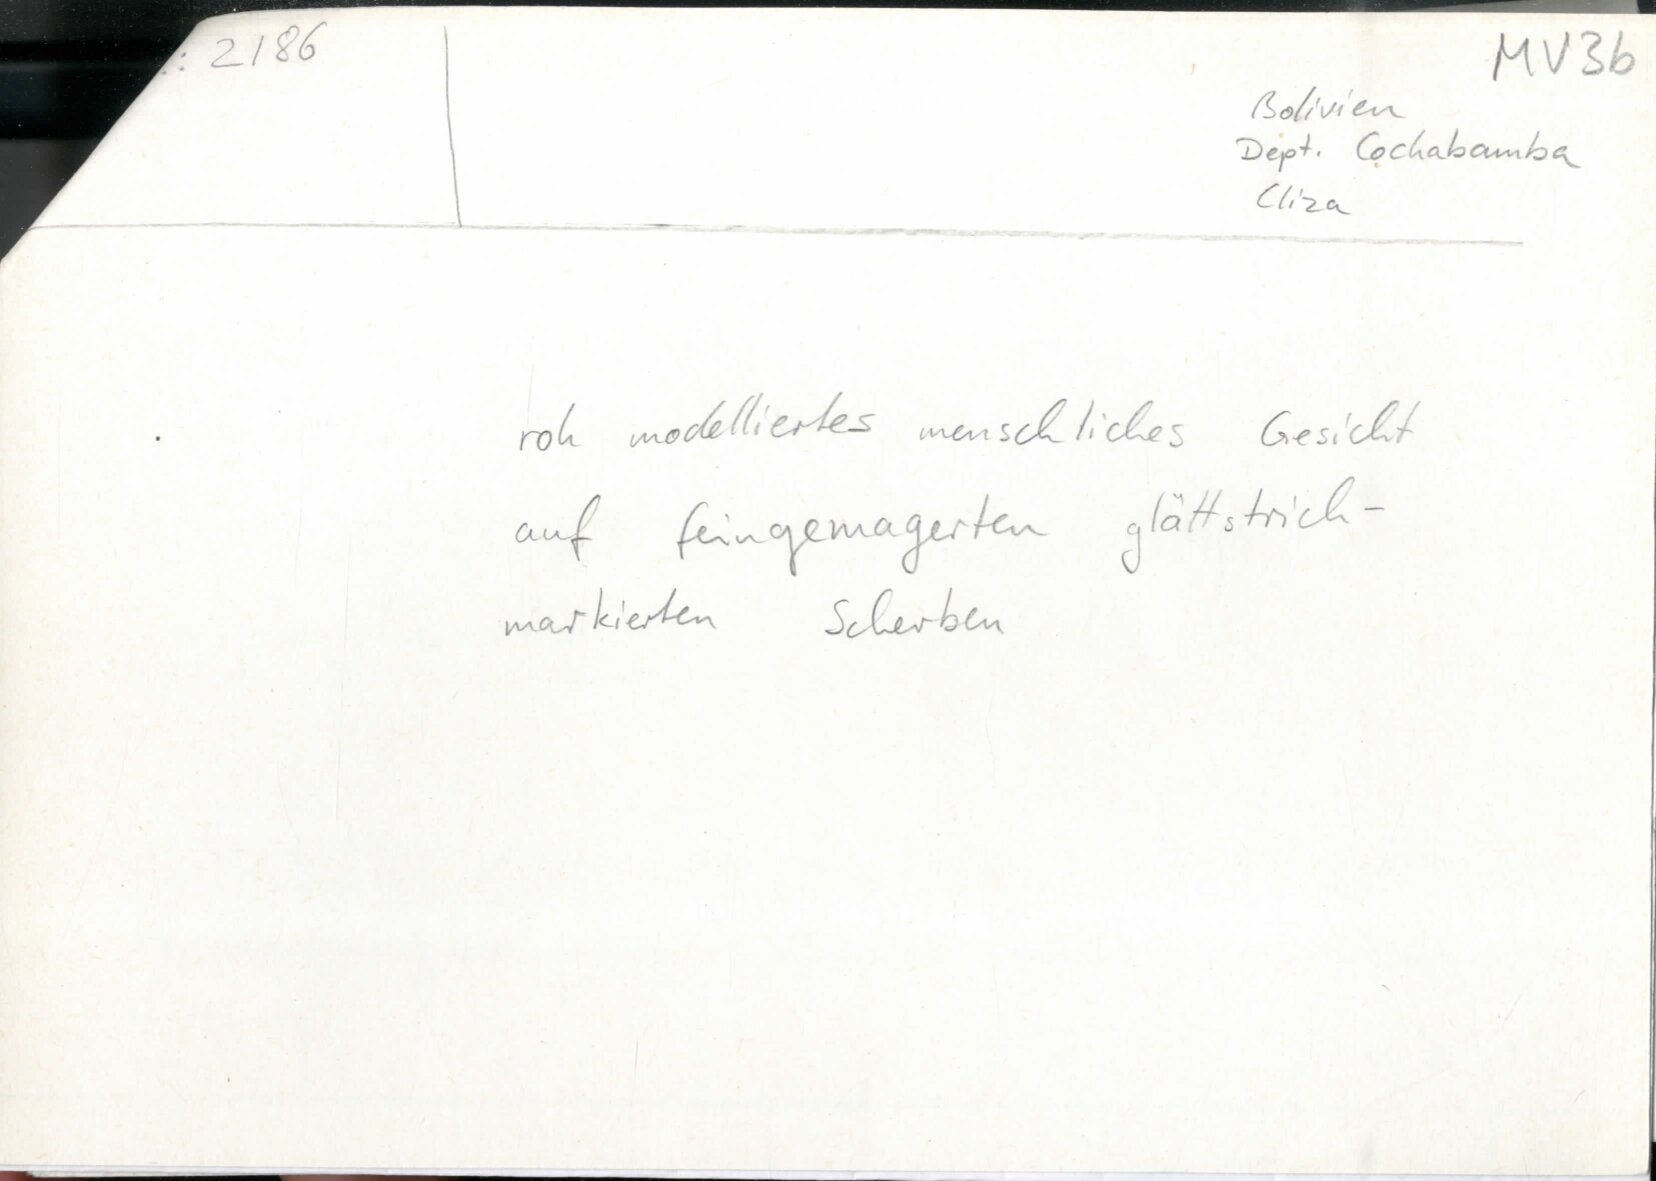 : 2186
MV3b
Bolivien
Dept. Cochabamba
Cliza
roh modelliertes menschliches Gesicht
auf feingemagerten glättstrich-
markierten Scherben